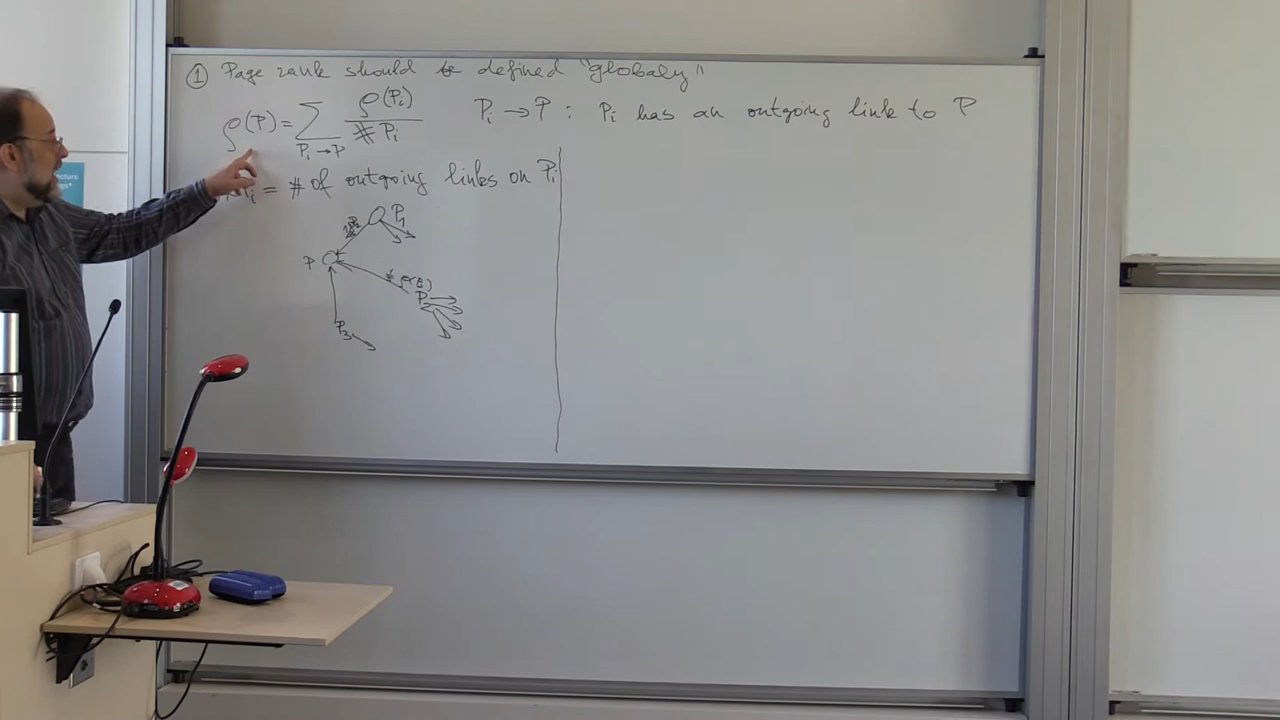 ① Page rank should be defined "globaly"
ρ(P) = ∑ ρ(Pi) / # Pi
Pi → P
Pi → P : Pi has an outgoing link to P
Pi = # of outgoing links on Pi
P1
P
ρ(P2)
P2
P3